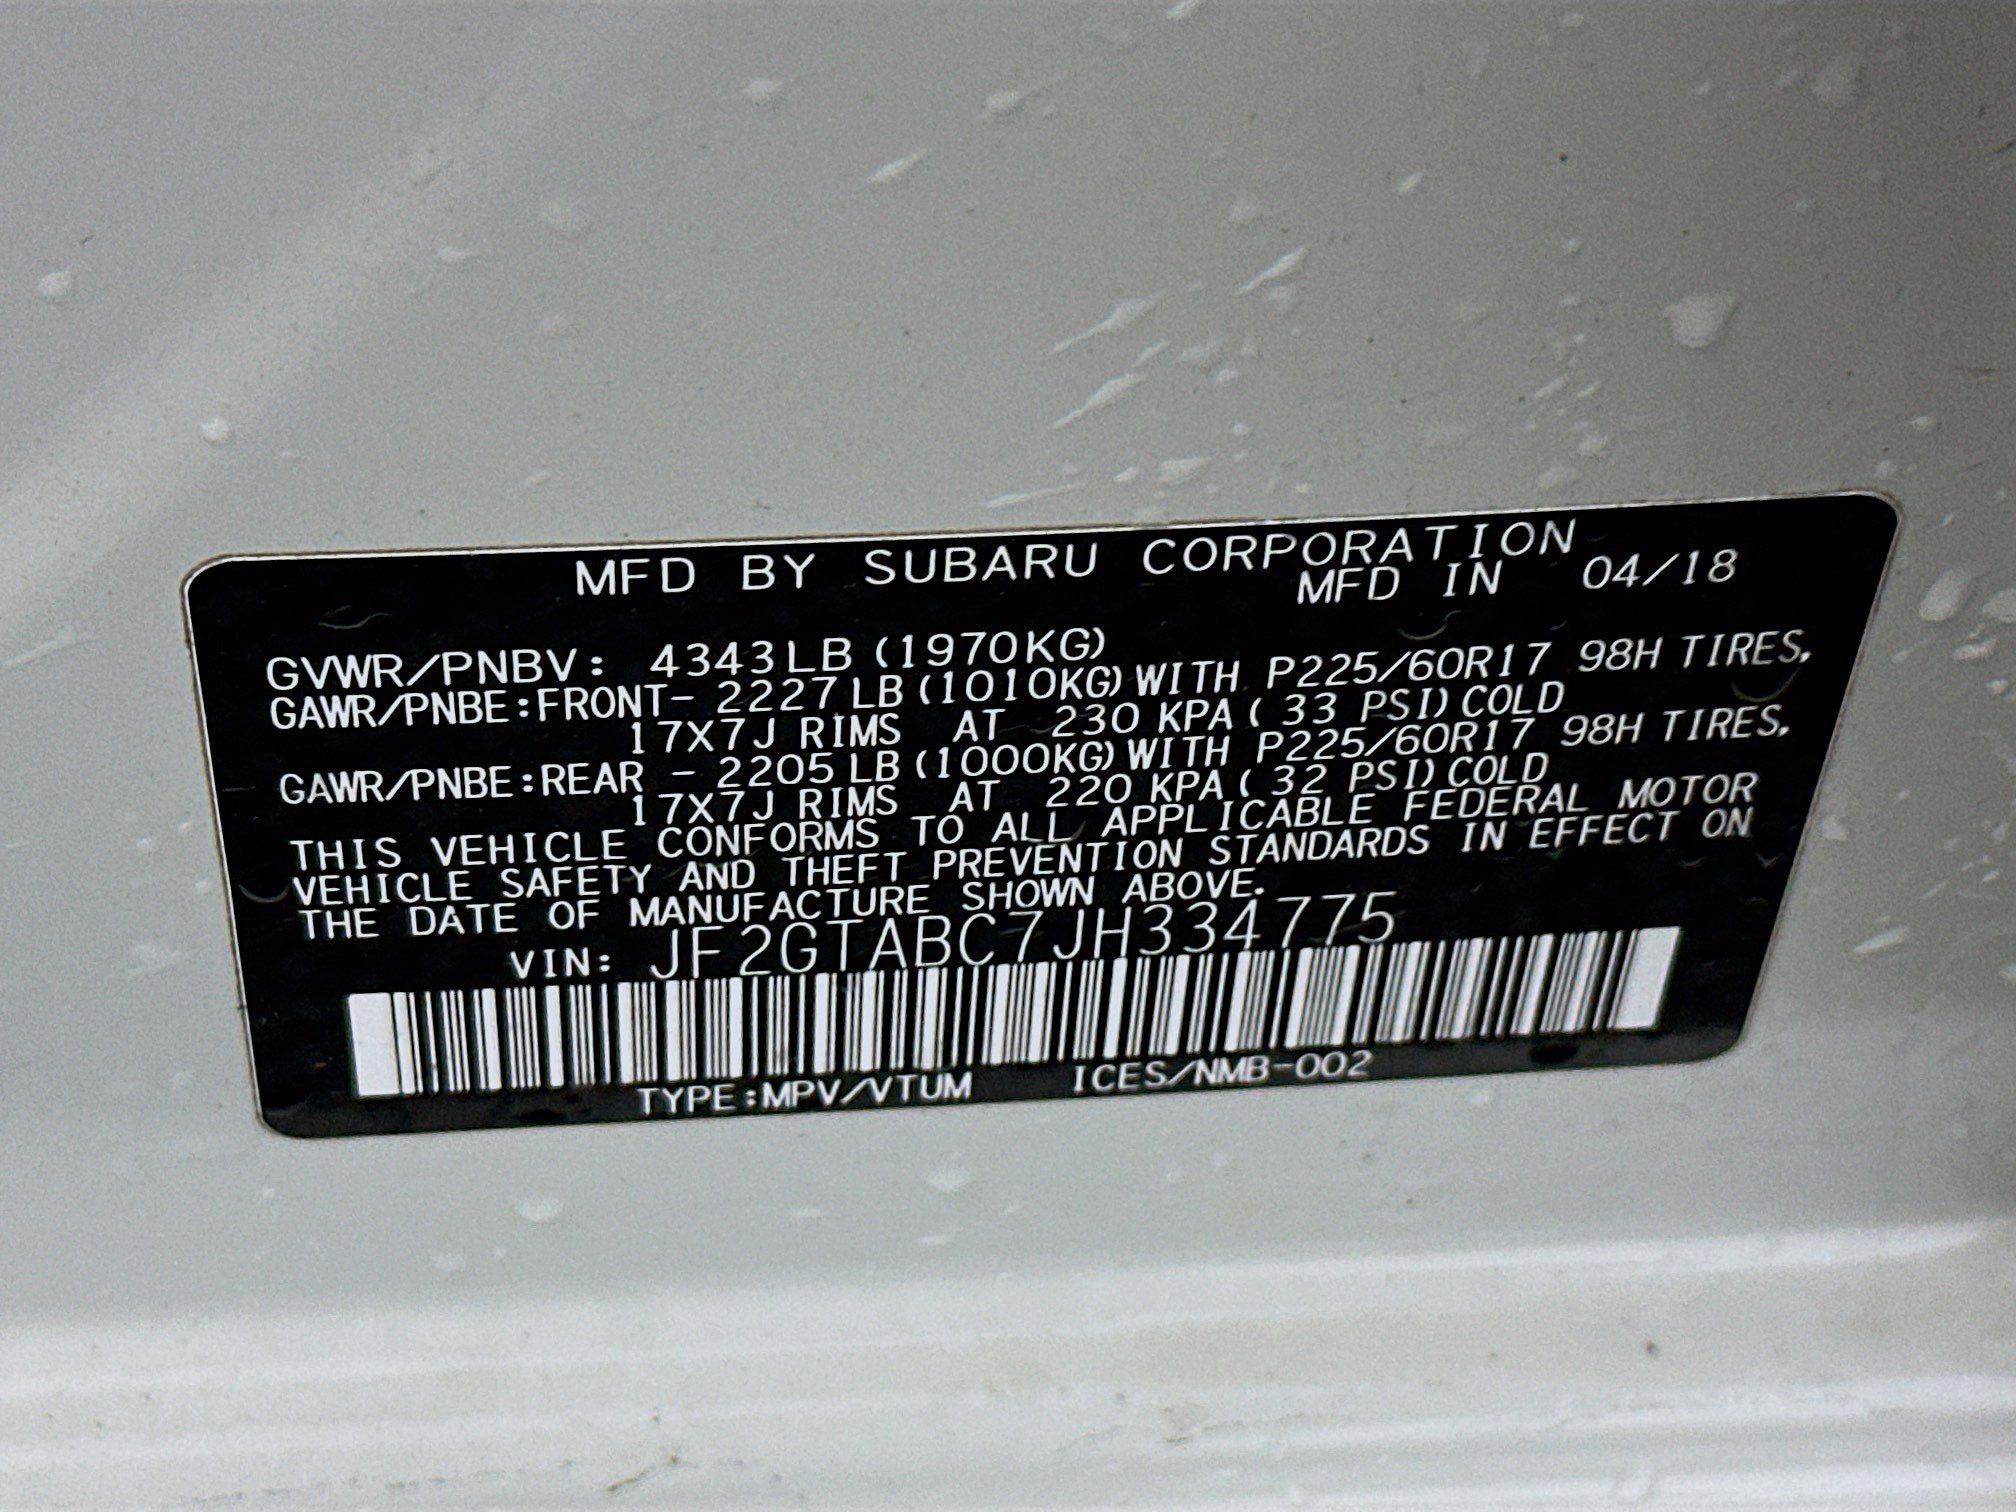 MFD BY SUBARU CORPORATION
MFD IN 04/18
GVWR/PNBV: 4343LB (1970KG)
GAWR/PNBE:FRONT- 2227LB (1010KG) WITH P225/60R17 98H TIRES,
17X7J RIMS AT 230 KPA ( 33 PSI) COLD
GAWR/PNBE:REAR - 2205LB (1000KG) WITH P225/60R17 98H TIRES,
17X7J RIMS AT 220 KPA ( 32 PSI) COLD
THIS VEHICLE CONFORMS TO ALL APPLICABLE FEDERAL MOTOR
VEHICLE SAFETY AND THEFT PREVENTION STANDARDS IN EFFECT ON
THE DATE OF MANUFACTURE SHOWN ABOVE.
VIN: JF2GTABC7JH334775
TYPE:MPV/VTUM ICES/NMB-002